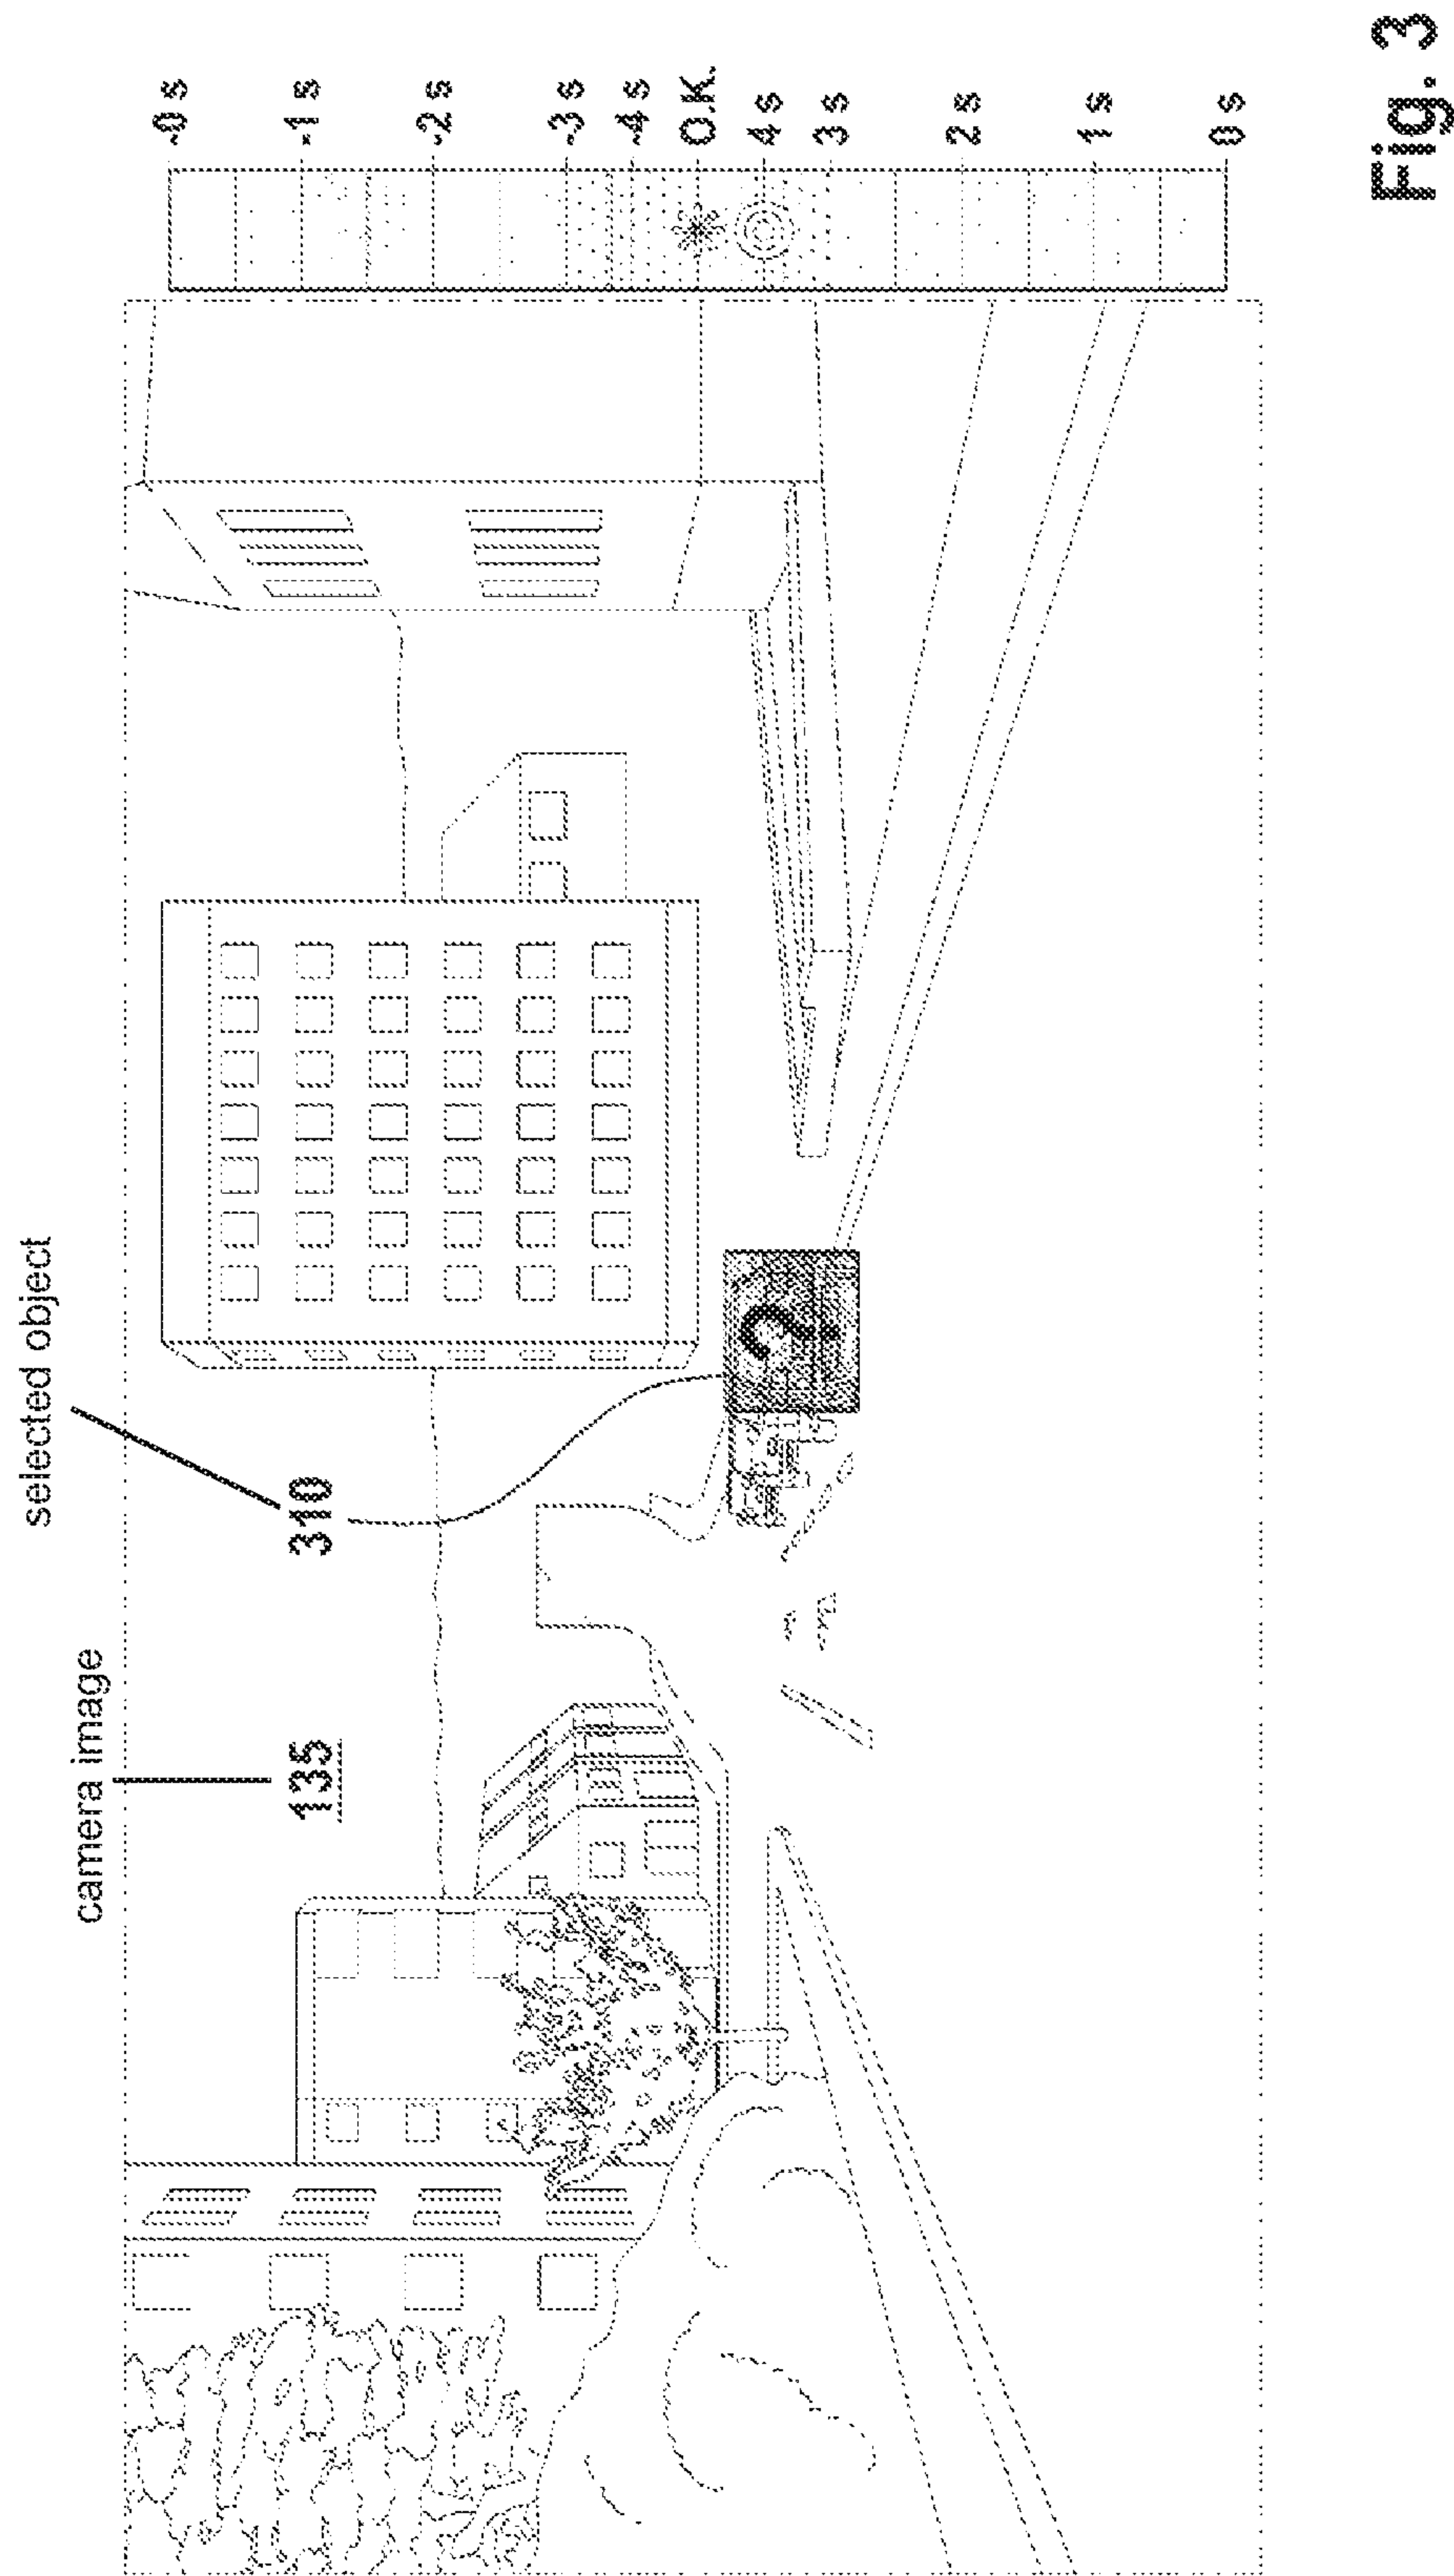 selected object
camera image
310
135
?
-0 s
-1 s
-2 s
-3 s
-4 s
O.K.
4 s
3 s
2 s
1 s
0 s
Fig. 3